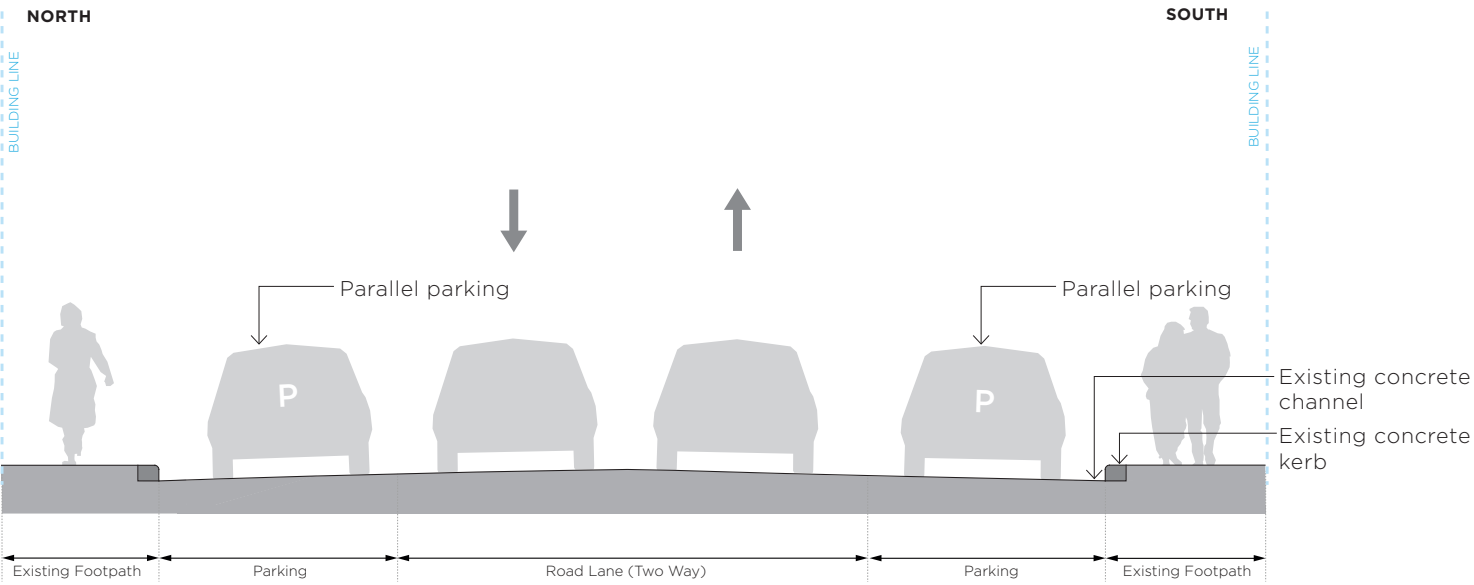 NORTH
SOUTH
BUILDING LINE
BUILDING LINE
Parallel parking
Parallel parking
P
P
Existing concrete
channel
Existing concrete
kerb
Existing Footpath
Parking
Road Lane (Two Way)
Parking
Existing Footpath